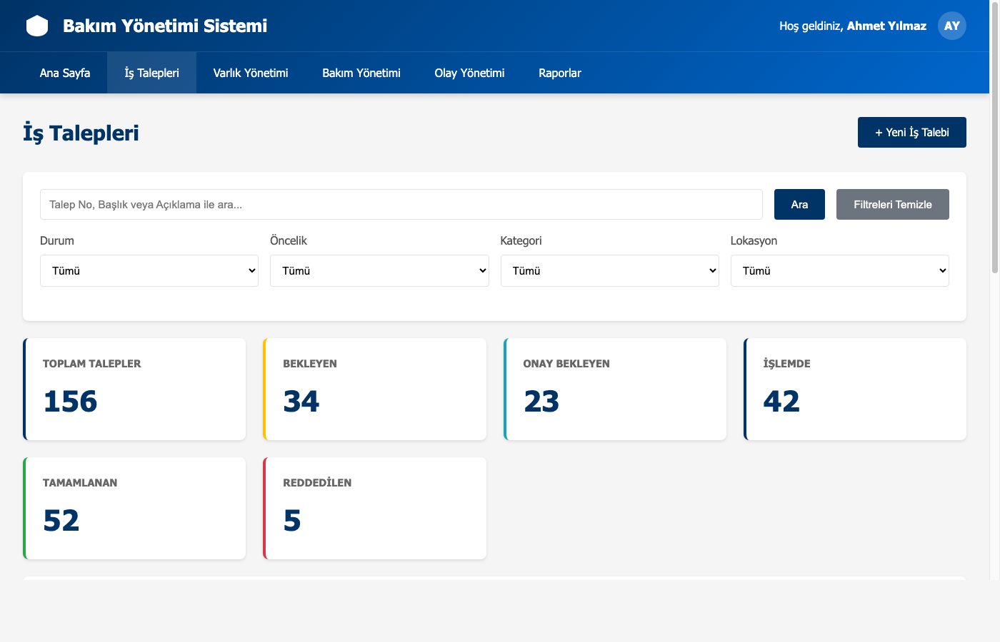 Bakım Yönetimi Sistemi
Hoş geldiniz, Ahmet Yılmaz
AY
Ana Sayfa
İş Talepleri
Varlık Yönetimi
Bakım Yönetimi
Olay Yönetimi
Raporlar
İş Talepleri
+ Yeni İş Talebi
Talep No, Başlık veya Açıklama ile ara...
Ara
Filtreleri Temizle
Durum
Öncelik
Kategori
Lokasyon
Tümü
Tümü
Tümü
Tümü
TOPLAM TALEPLER
156
BEKLEYEN
34
ONAY BEKLEYEN
23
İŞLEMDE
42
TAMAMLANAN
52
REDDEDİLEN
5